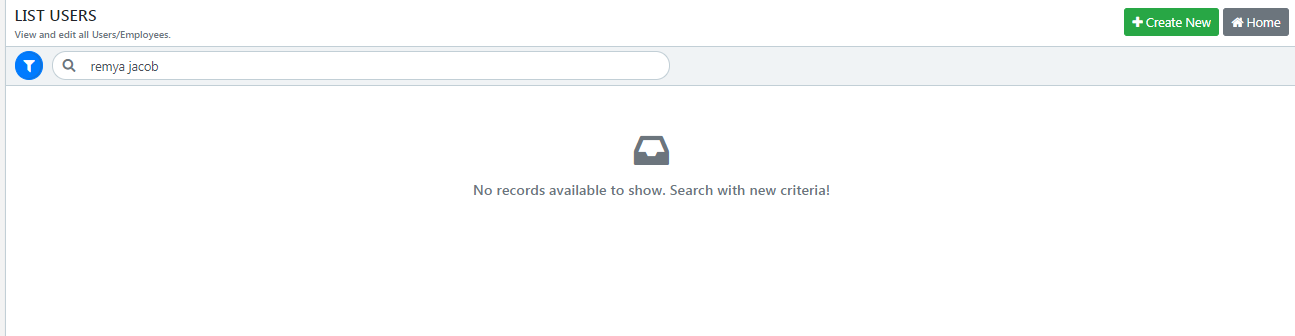 LIST USERS
View and edit all Users/Employees.
Create New
Home
remya jacob
No records available to show. Search with new criteria!